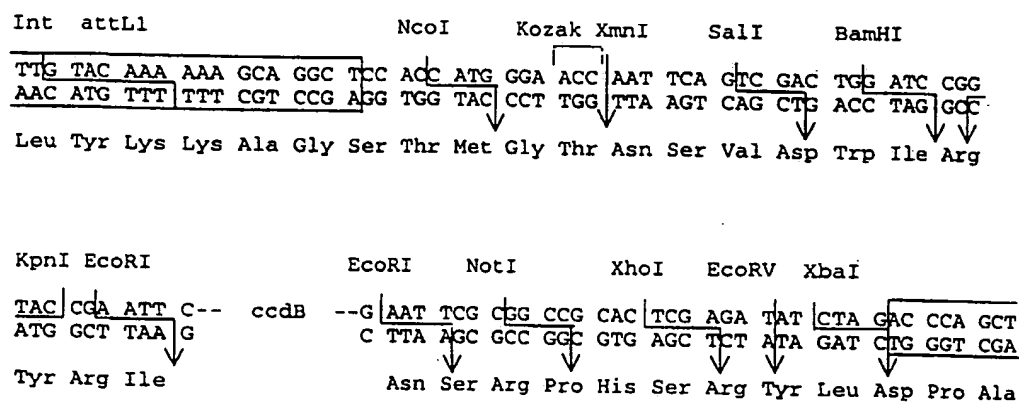 Int attL1 NcoI Kozak XmnI SalI BamHI
TTG TAC AAA AAA GCA GGC TCC ACC ATG GGA ACC AAT TCA GTC GAC TGG ATC CGG
AAC ATG TTT TTT CGT CCG AGG TGG TAC CCT TGG TTA AGT CAG CTG ACC TAG GCC
Leu Tyr Lys Lys Ala Gly Ser Thr Met Gly Thr Asn Ser Val Asp Trp Ile Arg
KpnI EcoRI EcoRI NotI XhoI EcoRV XbaI
TAC CGA ATT C-- ccdB --G AAT TCG CGG CCG CAC TCG AGA TAT CTA GAC CCA GCT
ATG GCT TAA G C TTA AGC GCC GGC GTG AGC TCT ATA GAT CTG GGT CGA
Tyr Arg Ile Asn Ser Arg Pro His Ser Arg Tyr Leu Asp Pro Ala